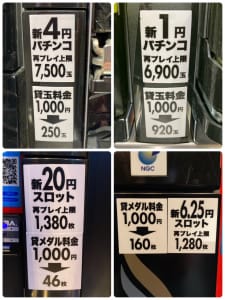 新4円
パチンコ
再プレイ上限
7,500玉
貸玉料金
1,000円
250玉
新1円
パチンコ
再プレイ上限
6,900玉
貸玉料金
1,000円
920玉
新20円
スロット
再プレイ上限
1,380枚
貸メダル料金
1,000円
46枚
NGC
貸メダル料金
1,000円
160枚
新6.25円
スロット
再プレイ上限
1,280枚